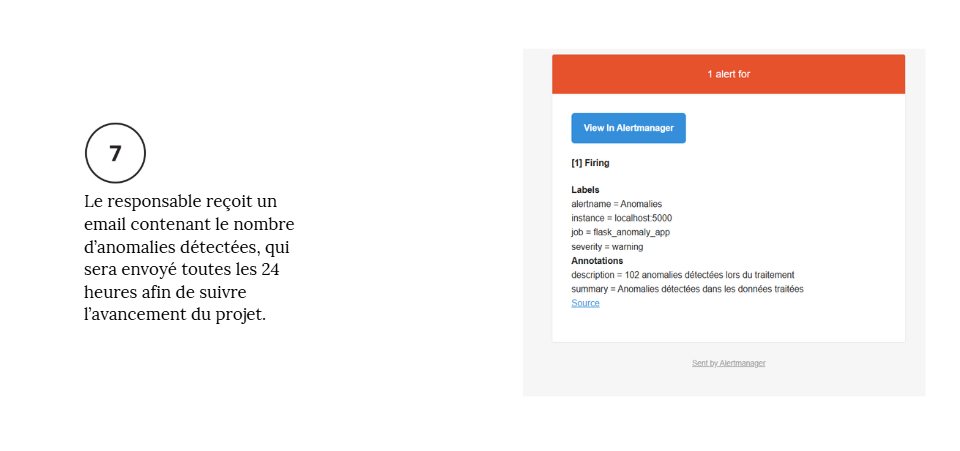 7
Le responsable reçoit un
email contenant le nombre
d’anomalies détectées, qui
sera envoyé toutes les 24
heures afin de suivre
l’avancement du projet.
1 alert for
View In Alertmanager
[1] Firing
Labels
alertname = Anomalies
instance = localhost:5000
job = flask_anomaly_app
severity = warning
Annotations
description = 102 anomalies détectées lors du traitement
summary = Anomalies détectées dans les données traitées
Source
Sent by Alertmanager